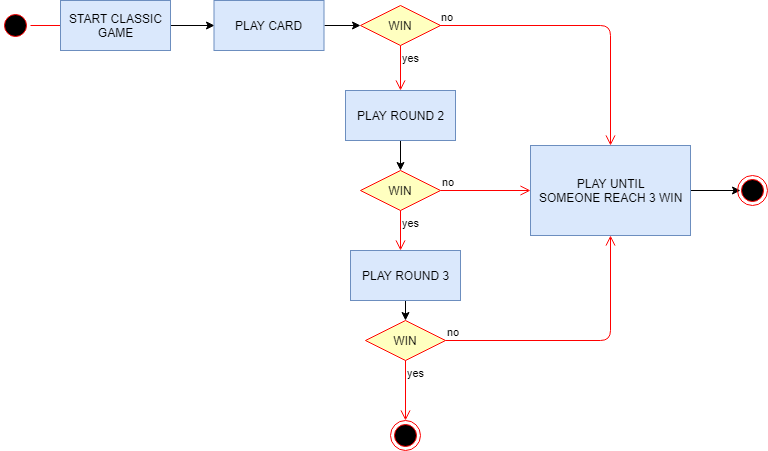 START CLASSIC
GAME
PLAY CARD
WIN
no
yes
PLAY ROUND 2
WIN
no
yes
PLAY UNTIL
SOMEONE REACH 3 WIN
PLAY ROUND 3
WIN
no
yes